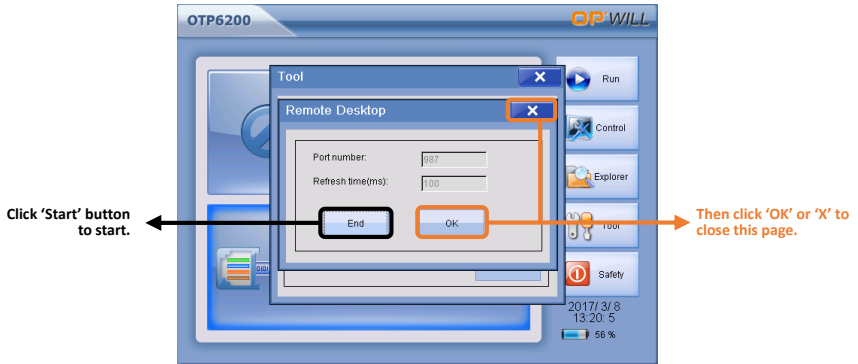 OTP6200
OPWILL
Tool
X
Run
Remote Desktop
X
Control
Port number:
987
Refresh time(ms):
100
Explorer
End
OK
Click ‘Start’ button
to start.
Then click ‘OK’ or ‘X’ to
close this page.
Tool
Safety
2017/ 3/ 8
13:20: 5
56 %